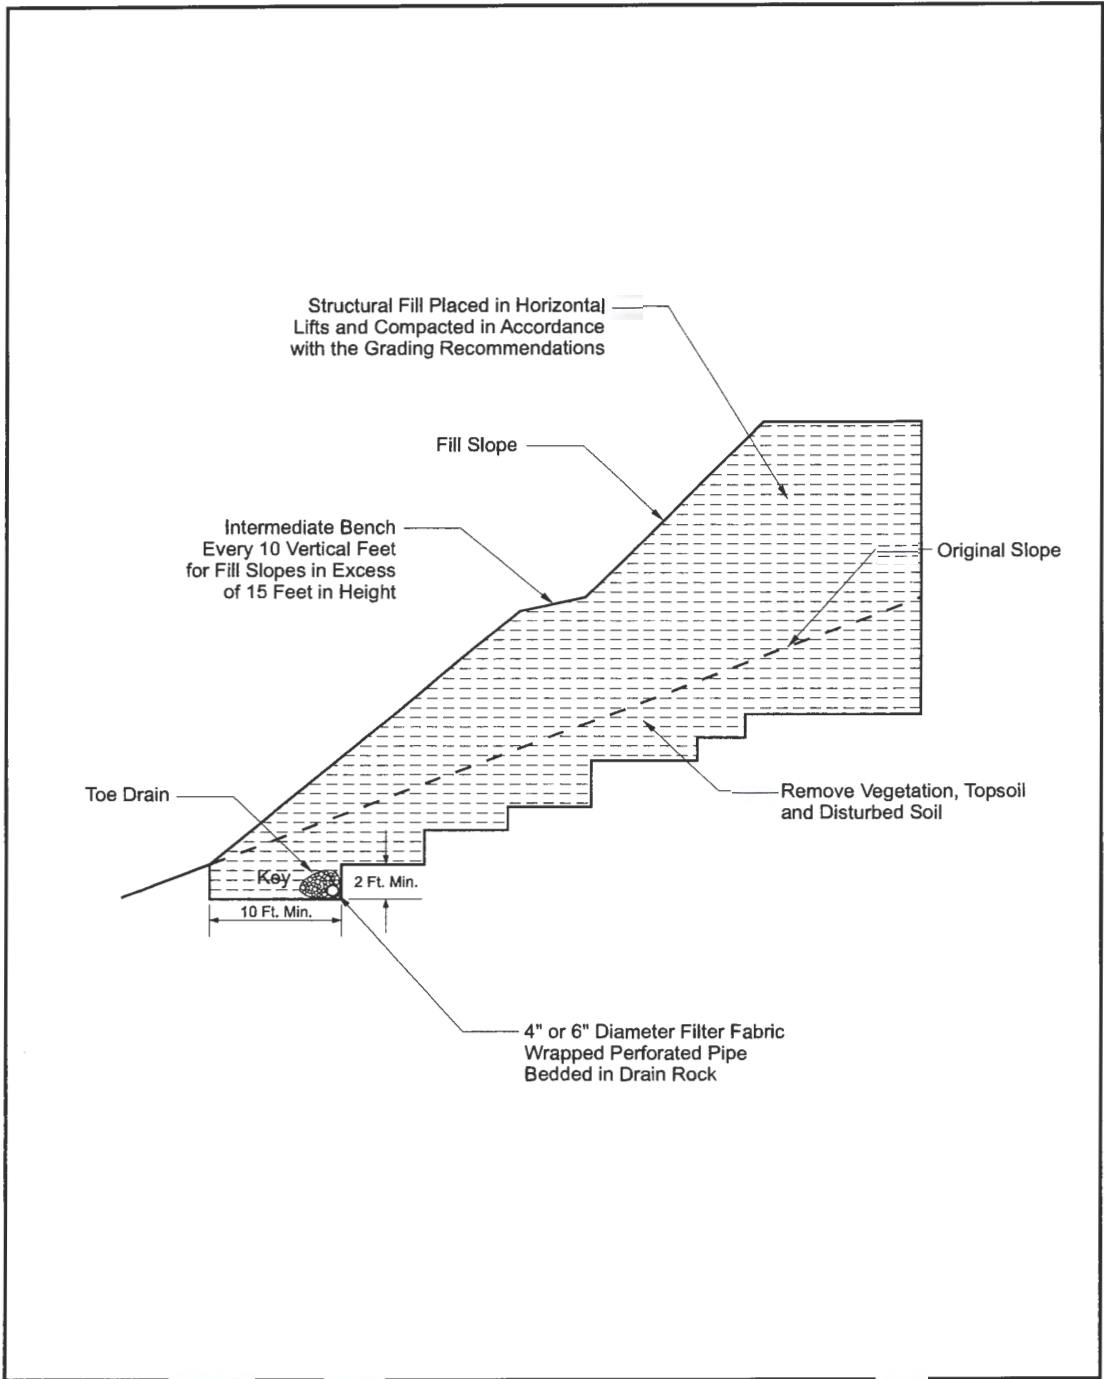 Structural Fill Placed in Horizontal
Lifts and Compacted in Accordance
with the Grading Recommendations
Fill Slope
Intermediate Bench
Every 10 Vertical Feet
for Fill Slopes in Excess
of 15 Feet in Height
Original Slope
Toe Drain
Remove Vegetation, Topsoil
and Disturbed Soil
Key
2 Ft. Min.
10 Ft. Min.
4" or 6" Diameter Filter Fabric
Wrapped Perforated Pipe
Bedded in Drain Rock